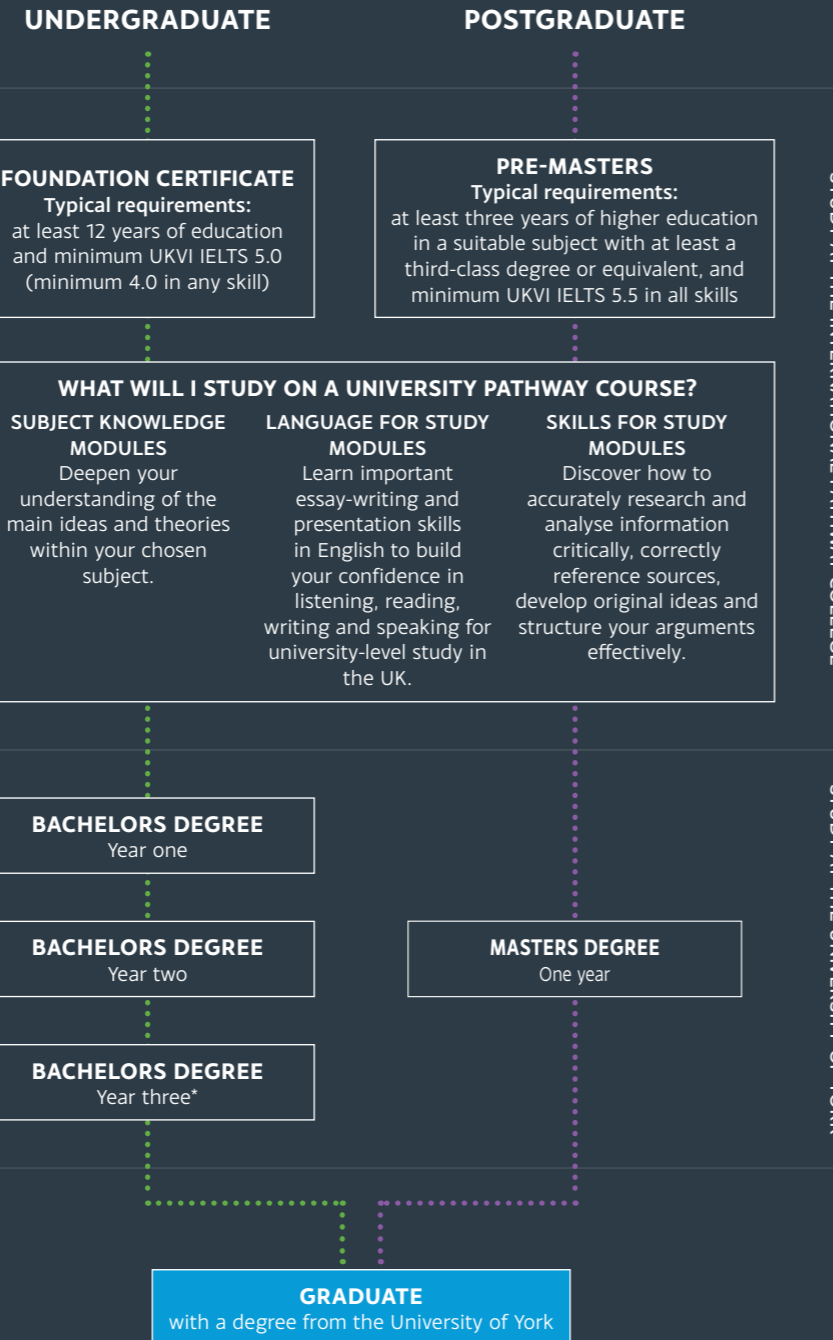 UNDERGRADUATE
POSTGRADUATE
FOUNDATION CERTIFICATE
Typical requirements:
at least 12 years of education
and minimum UKVI IELTS 5.0
(minimum 4.0 in any skill)
PRE-MASTERS
Typical requirements:
at least three years of higher education
in a suitable subject with at least a
third-class degree or equivalent, and
minimum UKVI IELTS 5.5 in all skills
WHAT WILL I STUDY ON A UNIVERSITY PATHWAY COURSE?
SUBJECT KNOWLEDGE
MODULES
Deepen your
understanding of the
main ideas and theories
within your chosen
subject.
LANGUAGE FOR STUDY
MODULES
Learn important
essay-writing and
presentation skills
in English to build
your confidence in
listening, reading,
writing and speaking for
university-level study in
the UK.
SKILLS FOR STUDY
MODULES
Discover how to
accurately research and
analyse information
critically, correctly
reference sources,
develop original ideas and
structure your arguments
effectively.
BACHELORS DEGREE
Year one
BACHELORS DEGREE
Year two
MASTERS DEGREE
One year
BACHELORS DEGREE
Year three*
GRADUATE
with a degree from the University of York